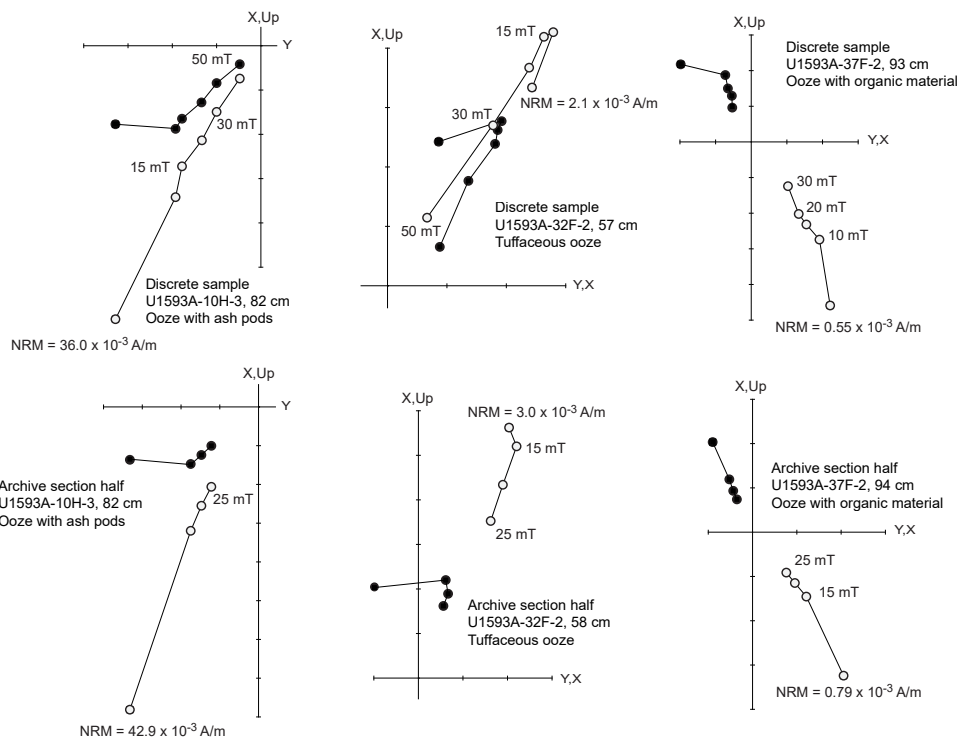 X,Up
Y
50 mT
30 mT
15 mT
Discrete sample
U1593A-10H-3, 82 cm
Ooze with ash pods
NRM = 36.0 x 10-3 A/m
X,Up
15 mT
NRM = 2.1 x 10-3 A/m
30 mT
50 mT
Discrete sample
U1593A-32F-2, 57 cm
Tuffaceous ooze
Y,X
X,Up
Discrete sample
U1593A-37F-2, 93 cm
Ooze with organic material
Y,X
30 mT
20 mT
10 mT
NRM = 0.55 x 10-3 A/m
X,Up
Y
Archive section half
U1593A-10H-3, 82 cm
Ooze with ash pods
25 mT
NRM = 42.9 x 10-3 A/m
X,Up
NRM = 3.0 x 10-3 A/m
15 mT
25 mT
Archive section half
U1593A-32F-2, 58 cm
Tuffaceous ooze
Y,X
X,Up
Archive section half
U1593A-37F-2, 94 cm
Ooze with organic material
Y,X
25 mT
15 mT
NRM = 0.79 x 10-3 A/m